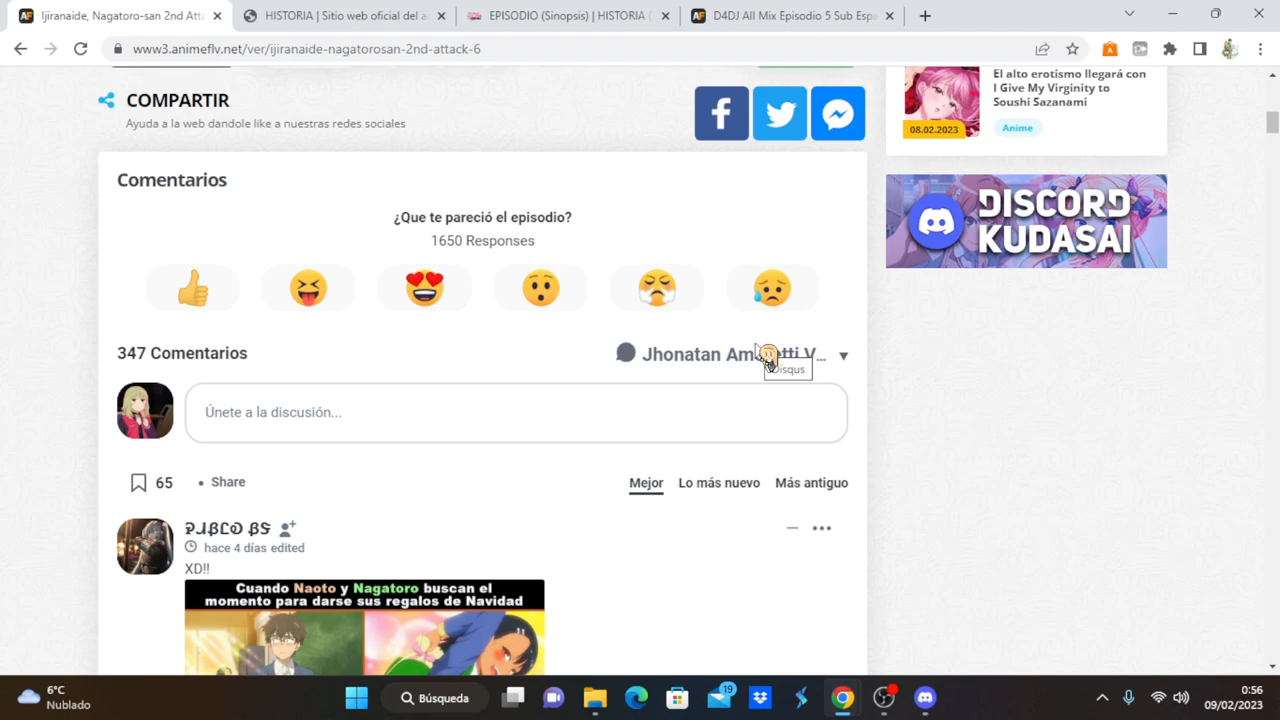 Ijiranaide, Nagatoro-san 2nd Atta
HISTORIA | Sitio web oficial del a
EPISODIO (Sinopsis) | HISTORIA (
D4DJ All Mix Episodio 5 Sub Espa
www3.animeflv.net/ver/ijiranaide-nagatorosan-2nd-attack-6
COMPARTIR
Ayuda a la web dandole like a nuestras redes sociales
El alto erotismo llegará con
I Give My Virginity to
Soushi Sazanami
08.02.2023
Anime
DISCORD
KUDASAI
Comentarios
¿Que te pareció el episodio?
1650 Responses
347 Comentarios
Jhonatan V...
Disqus
Únete a la discusión...
65
• Share
Mejor
Lo más nuevo
Más antiguo
hace 4 días edited
XD!!
Cuando Naoto y Nagatoro buscan el
momento para darse sus regalos de Navidad
6°C
Nublado
Búsqueda
19
0:56
09/02/2023